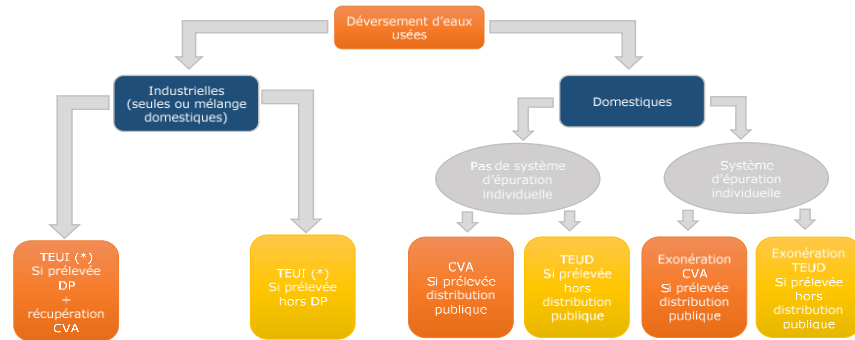 Déversement d'eaux
usées
Industrielles
(seules ou mélange
domestiques)
Domestiques
Pas de système
d'épuration
individuelle
Système
d'épuration
individuelle
TEUI (*)
Si prélevée
DP
+
récupération
CVA
TEUI (*)
Si prélevée
hors DP
CVA
Si prélevée
distribution
publique
TEUD
Si prélevée
hors
distribution
publique
Exonération
CVA
Si prélevée
distribution
publique
Exonération
TEUD
Si prélevée
hors
distribution
publique